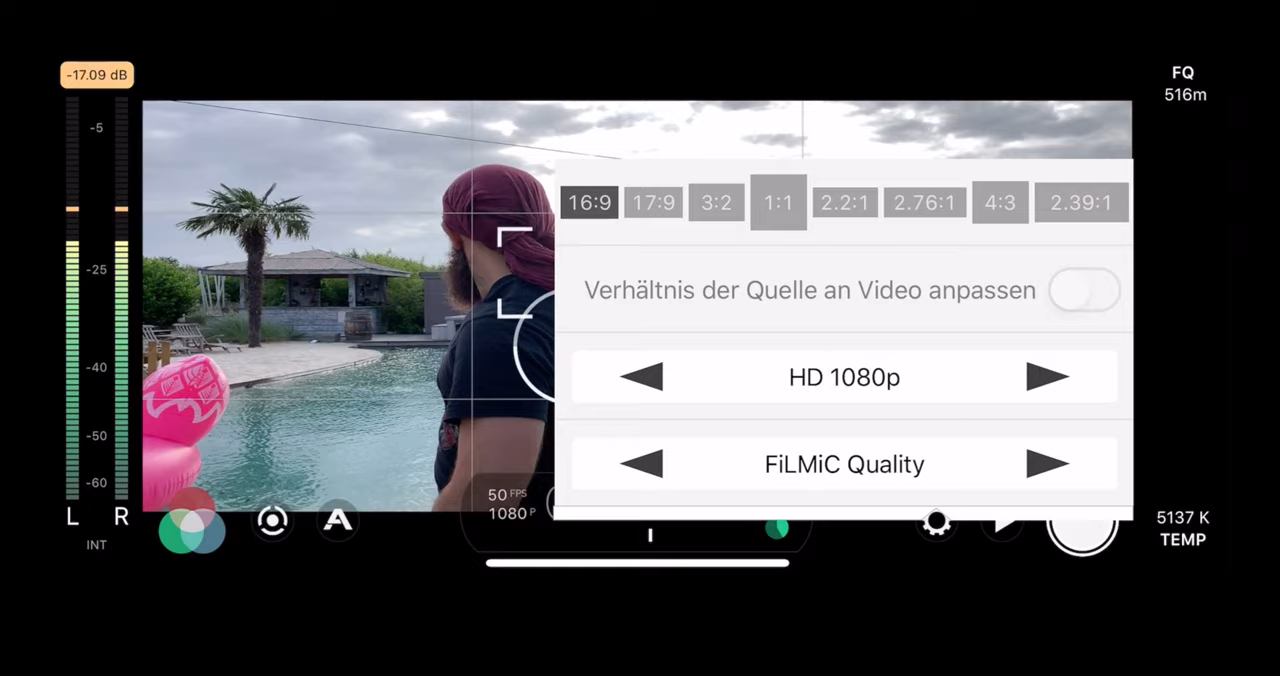 -17.09 dB
-5
-25
-40
-50
-60
L R
INT
FQ
516m
16:9 17:9 3:2 1:1 2.2:1 2.76:1 4:3 2.39:1
Verhältnis der Quelle an Video anpassen
HD 1080p
FiLMiC Quality
50 FPS
1080 P
A
5137 K
TEMP